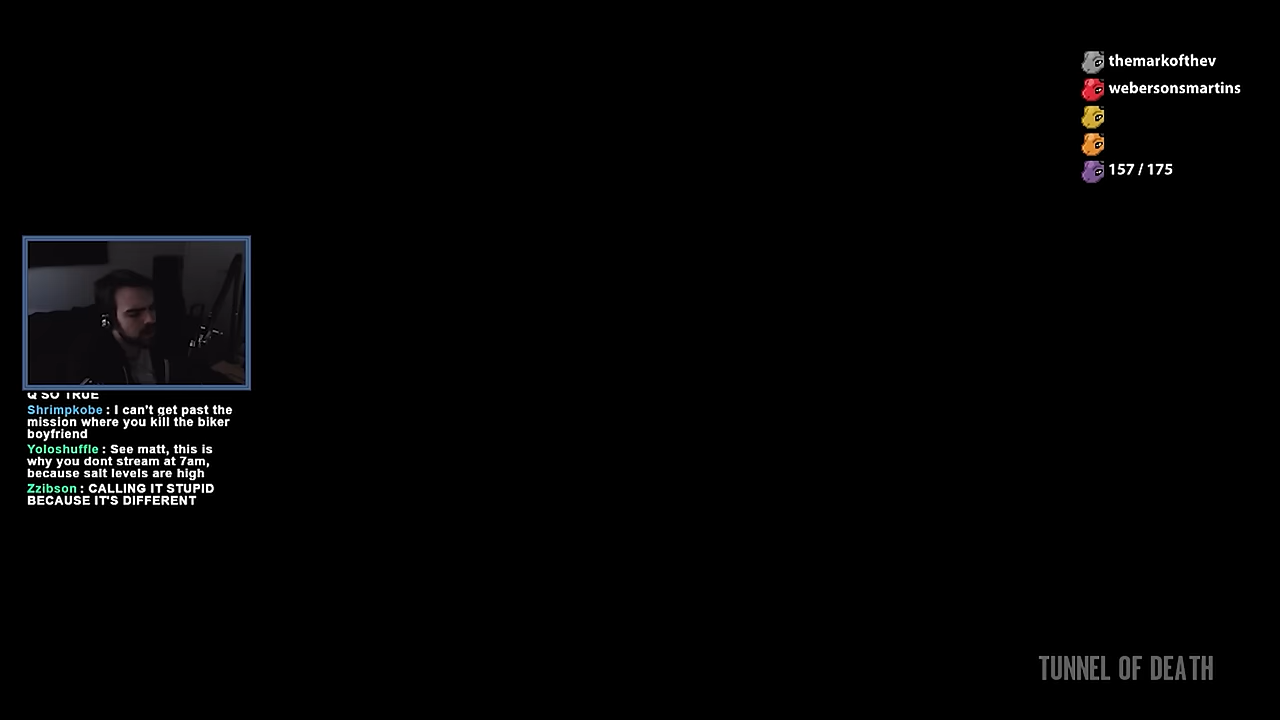 themarkofthev
webersonsmartins
157 / 175
Q SO TRUE
Shrimpkobe : I can't get past the
mission where you kill the biker
boyfriend
Yoloshuffle : See matt, this is
why you dont stream at 7am,
because salt levels are high
Zzibson : CALLING IT STUPID
BECAUSE IT'S DIFFERENT
TUNNEL OF DEATH